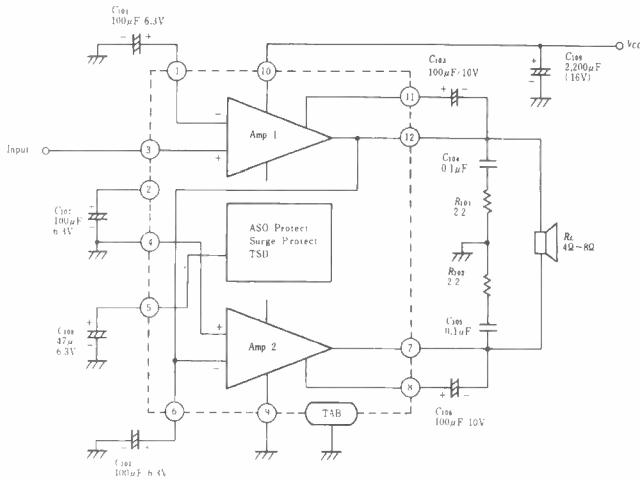 C101
100μF 6.3V
Vcc
C103
100μF/10V
C109
2,200μF
(16V)
1
10
11
Amp 1
−
+
12
Input
3
C104
0.1μF
2
R101
2.2
C102
100μF
6.3V
4
ASO Protect
Surge Protect
TSD
RL
4Ω~8Ω
R102
2.2
5
47μ
6.3V
C105
0.1μF
+
Amp 2
−
7
8
6
9
TAB
C106
100μF 10V
100μF 6.3V